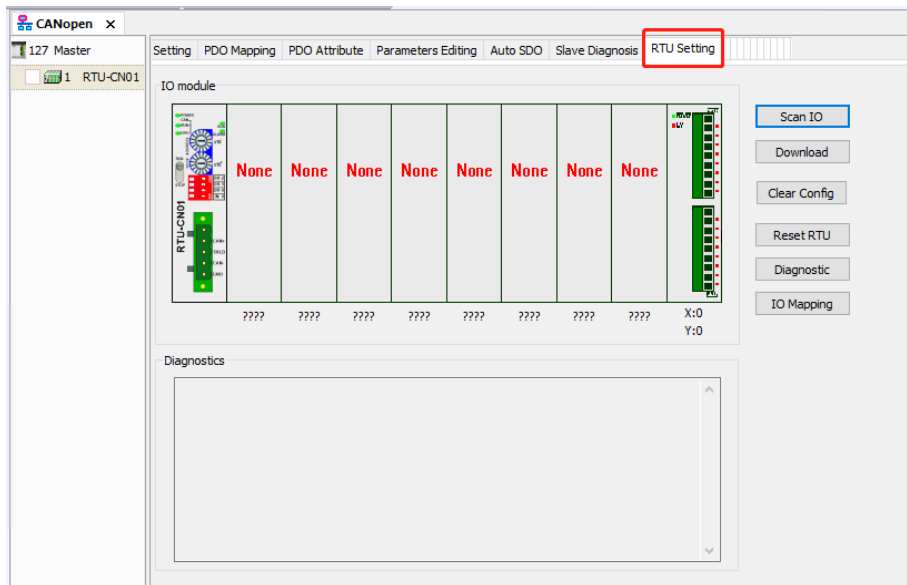 CANopen X
127 Master
1 RTU-CN01
Setting PDO Mapping PDO Attribute Parameters Editing Auto SDO Slave Diagnosis RTU Setting
IO module
None None None None None None None None
RTU-CN01
???? ???? ???? ???? ???? ???? ???? ????
X:0
Y:0
Scan IO
Download
Clear Config
Reset RTU
Diagnostic
IO Mapping
Diagnostics